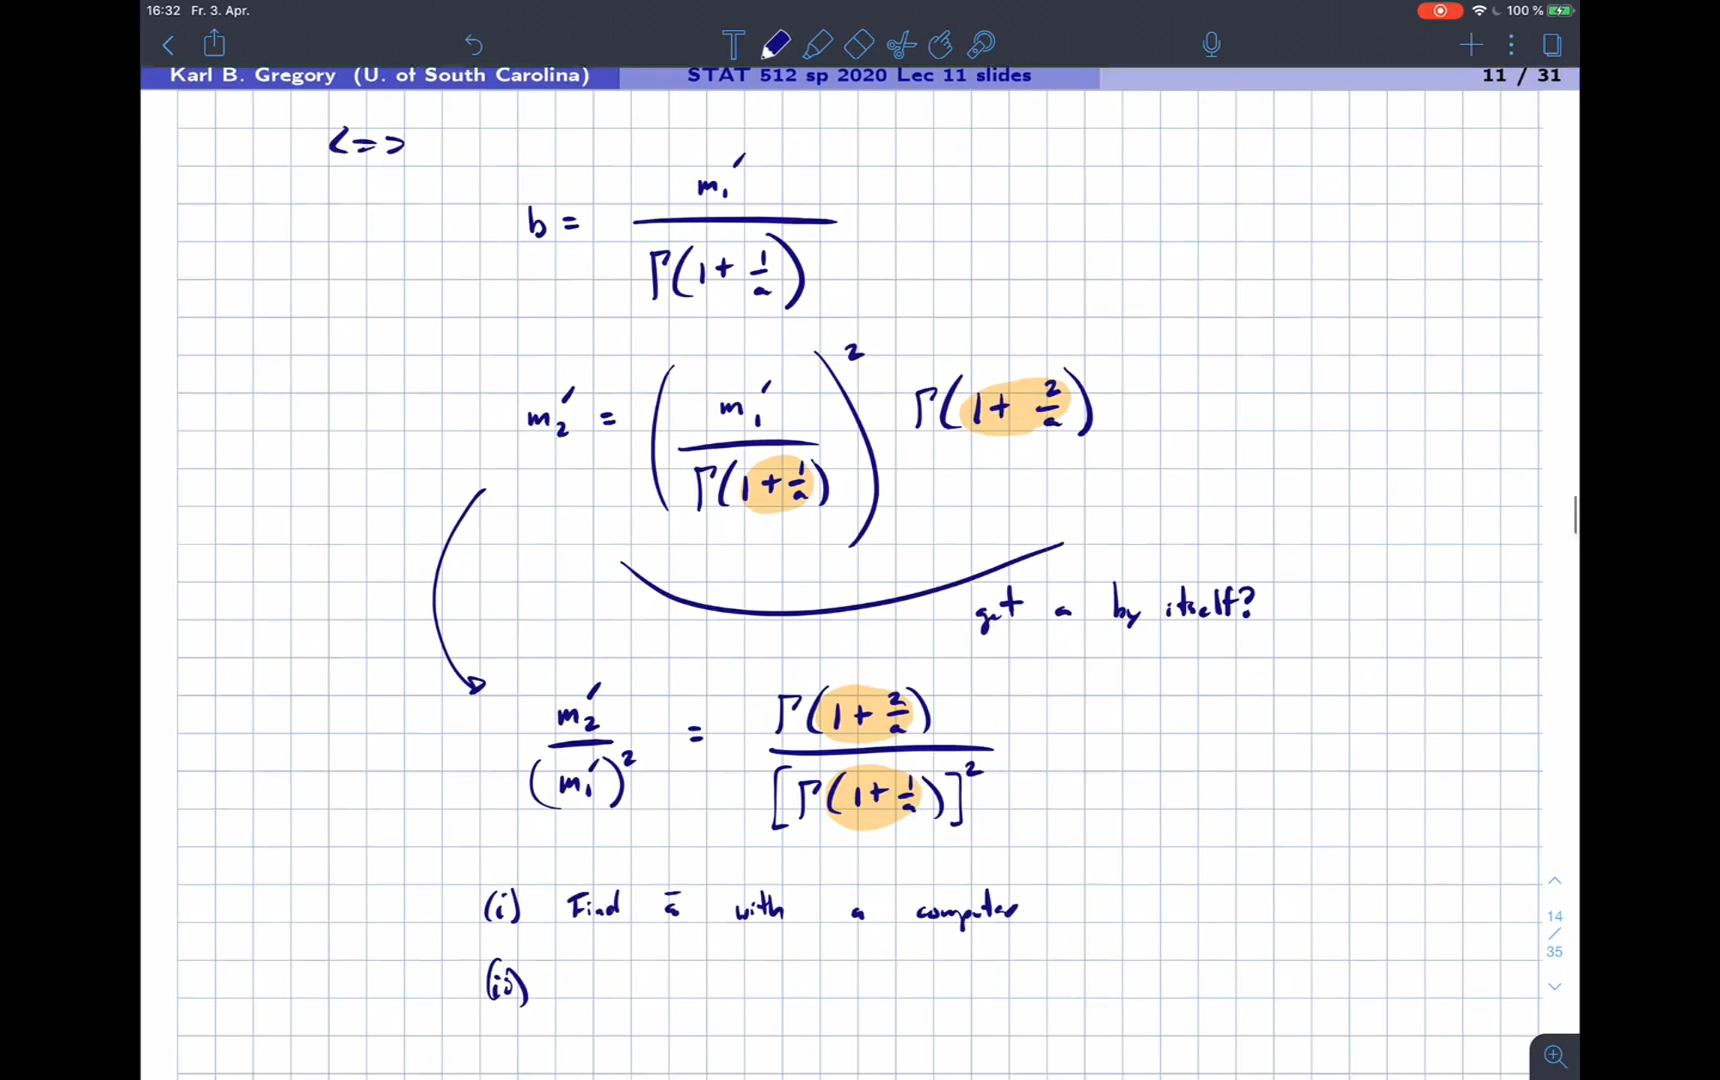 16:32 Fr. 3. Apr. 100 %
Karl B. Gregory (U. of South Carolina) STAT 512 sp 2020 Lec 11 slides 11 / 31
<=>
b = m₁′ / Γ(1 + 1/a)
m₂′ = (m₁′ / Γ(1 + 1/a))² Γ(1 + 2/a)
get a by itself?
m₂′ / (m₁′)² = Γ(1 + 2/a) / [Γ(1 + 1/a)]²
(i) Find ā with a computer
(ii)
14
/
35